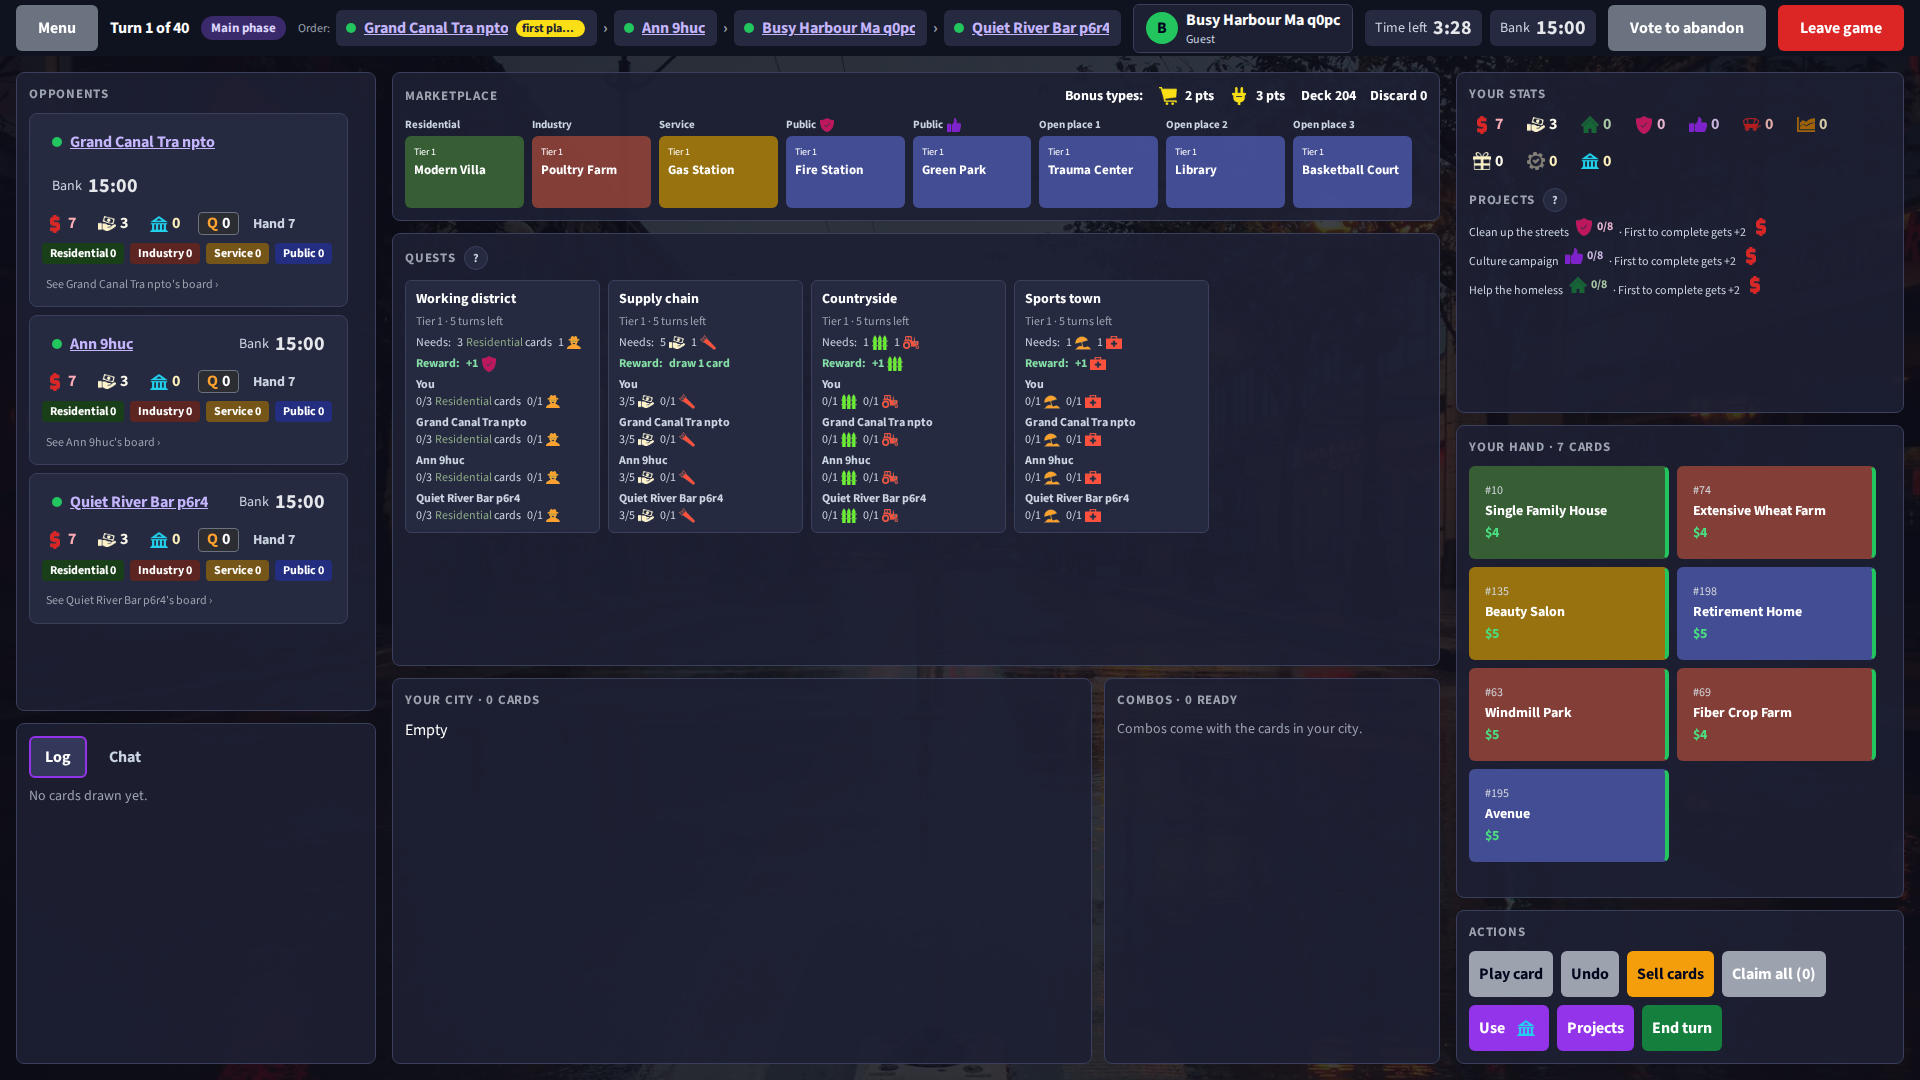 Menu
Turn 1 of 40
Main phase
Order:
Grand Canal Tra npto
first pla...
›
Ann 9huc
›
Busy Harbour Ma q0pc
›
Quiet River Bar p6r4
B
Busy Harbour Ma q0pc
Guest
Time left 3:28
Bank 15:00
Vote to abandon
Leave game
OPPONENTS
Grand Canal Tra npto
Bank 15:00
7 3 0 Q 0 Hand 7
Residential 0 Industry 0 Service 0 Public 0
See Grand Canal Tra npto's board ›
Ann 9huc Bank 15:00
7 3 0 Q 0 Hand 7
Residential 0 Industry 0 Service 0 Public 0
See Ann 9huc's board ›
Quiet River Bar p6r4 Bank 15:00
7 3 0 Q 0 Hand 7
Residential 0 Industry 0 Service 0 Public 0
See Quiet River Bar p6r4's board ›
Log Chat
No cards drawn yet.
MARKETPLACE
Bonus types: 2 pts 3 pts Deck 204 Discard 0
Residential
Tier 1
Modern Villa
Industry
Tier 1
Poultry Farm
Service
Tier 1
Gas Station
Public
Tier 1
Fire Station
Public
Tier 1
Green Park
Open place 1
Tier 1
Trauma Center
Open place 2
Tier 1
Library
Open place 3
Tier 1
Basketball Court
QUESTS ?
Working district
Tier 1 · 5 turns left
Needs: 3 Residential cards 1
Reward: +1
You
0/3 Residential cards 0/1
Grand Canal Tra npto
0/3 Residential cards 0/1
Ann 9huc
0/3 Residential cards 0/1
Quiet River Bar p6r4
0/3 Residential cards 0/1
Supply chain
Tier 1 · 5 turns left
Needs: 5 1
Reward: draw 1 card
You
3/5 0/1
Grand Canal Tra npto
3/5 0/1
Ann 9huc
3/5 0/1
Quiet River Bar p6r4
3/5 0/1
Countryside
Tier 1 · 5 turns left
Needs: 1 1
Reward: +1
You
0/1 0/1
Grand Canal Tra npto
0/1 0/1
Ann 9huc
0/1 0/1
Quiet River Bar p6r4
0/1 0/1
Sports town
Tier 1 · 5 turns left
Needs: 1 1
Reward: +1
You
0/1 0/1
Grand Canal Tra npto
0/1 0/1
Ann 9huc
0/1 0/1
Quiet River Bar p6r4
0/1 0/1
YOUR CITY · 0 CARDS
Empty
COMBOS · 0 READY
Combos come with the cards in your city.
YOUR STATS
$ 7 3 0 0 0 0 0
0 0 0
PROJECTS ?
Clean up the streets 0/8 · First to complete gets +2 $
Culture campaign 0/8 · First to complete gets +2 $
Help the homeless 0/8 · First to complete gets +2 $
YOUR HAND · 7 CARDS
#10
Single Family House
$4
#74
Extensive Wheat Farm
$4
#135
Beauty Salon
$5
#198
Retirement Home
$5
#63
Windmill Park
$5
#69
Fiber Crop Farm
$4
#195
Avenue
$5
ACTIONS
Play card Undo Sell cards Claim all (0)
Use Projects End turn